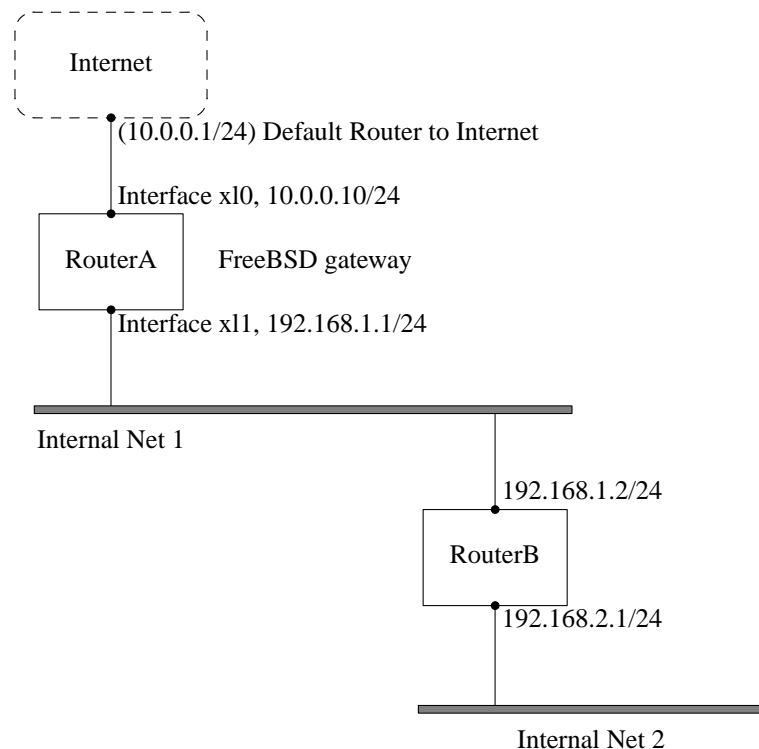 Internet
(10.0.0.1/24) Default Router to Internet
Interface xl0, 10.0.0.10/24
RouterA
FreeBSD gateway
Interface xl1, 192.168.1.1/24
Internal Net 1
192.168.1.2/24
RouterB
192.168.2.1/24
Internal Net 2